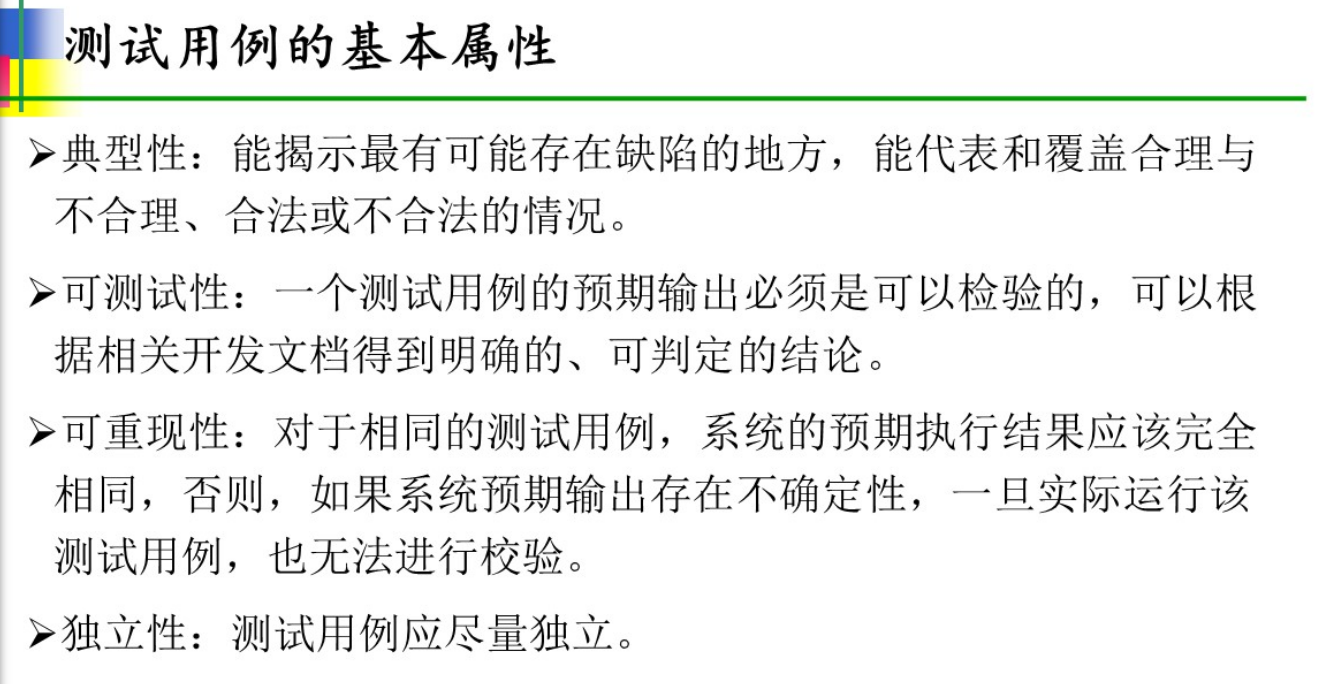 测试用例的基本属性
➢典型性：能揭示最有可能存在缺陷的地方，能代表和覆盖合理与
不合理、合法或不合法的情况。
➢可测试性：一个测试用例的预期输出必须是可以检验的，可以根
据相关开发文档得到明确的、可判定的结论。
➢可重现性：对于相同的测试用例，系统的预期执行结果应该完全
相同，否则，如果系统预期输出存在不确定性，一旦实际运行该
测试用例，也无法进行校验。
➢独立性：测试用例应尽量独立。